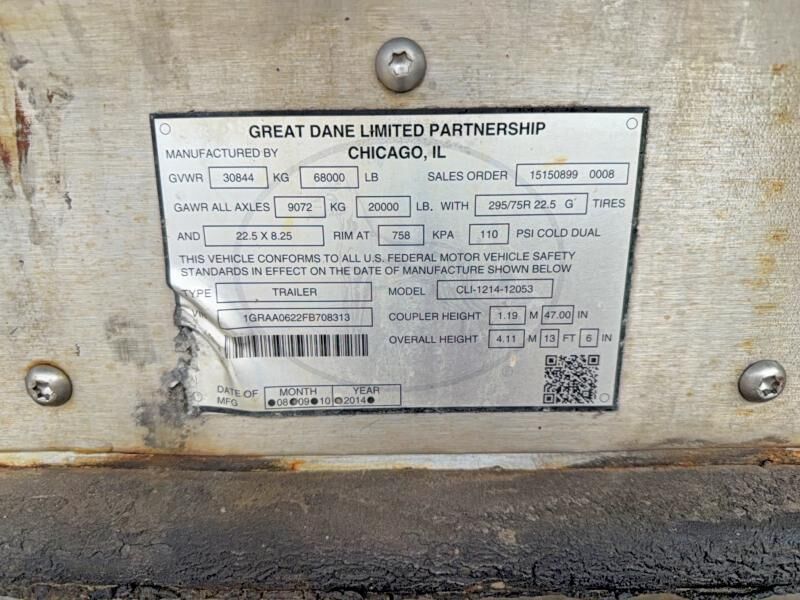 GREAT DANE LIMITED PARTNERSHIP
MANUFACTURED BY CHICAGO, IL
GVWR 30844 KG 68000 LB SALES ORDER 15150899 0008
GAWR ALL AXLES 9072 KG 20000 LB. WITH 295/75R 22.5 G TIRES
AND 22.5 X 8.25 RIM AT 758 KPA 110 PSI COLD DUAL
THIS VEHICLE CONFORMS TO ALL U.S. FEDERAL MOTOR VEHICLE SAFETY
STANDARDS IN EFFECT ON THE DATE OF MANUFACTURE SHOWN BELOW
TYPE TRAILER MODEL CLI-1214-12053
1GRAA0622FB708313 COUPLER HEIGHT 1.19 M 47.00 IN
OVERALL HEIGHT 4.11 M 13 FT 6 IN
DATE OF MFG MONTH YEAR
08 09 10 2014